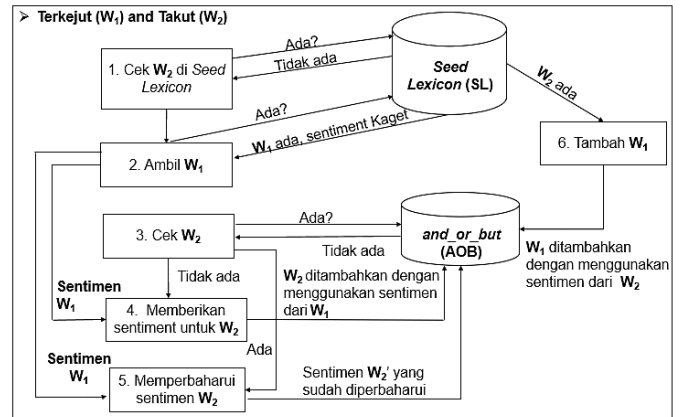 ➤ Terkejut (W₁) and Takut (W₂)
1. Cek W₂ di Seed
Lexicon
Ada?
Tidak ada
Seed
Lexicon (SL)
W₂ ada
Ada?
W₁ ada, sentiment Kaget
2. Ambil W₁
6. Tambah W₁
3. Cek W₂
Ada?
Tidak ada
and_or_but
(AOB)
W₁ ditambahkan
dengan menggunakan
sentimen dari W₂
Tidak ada
Sentimen
W₁
4. Memberikan
sentiment untuk W₂
W₂ ditambahkan dengan
menggunakan sentimen
dari W₁
Ada
Sentimen
W₁
5. Memperbaharui
sentimen W₂
Sentimen W₂' yang
sudah diperbaharui